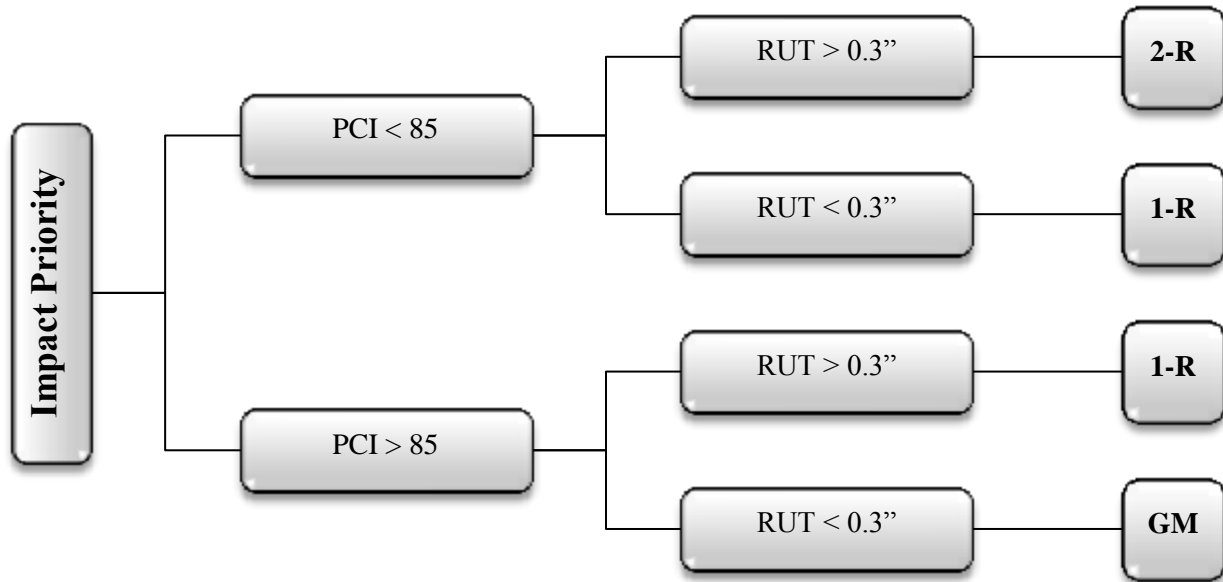 Impact Priority
PCI < 85
RUT > 0.3”
2-R
RUT < 0.3”
1-R
PCI > 85
RUT > 0.3”
1-R
RUT < 0.3”
GM